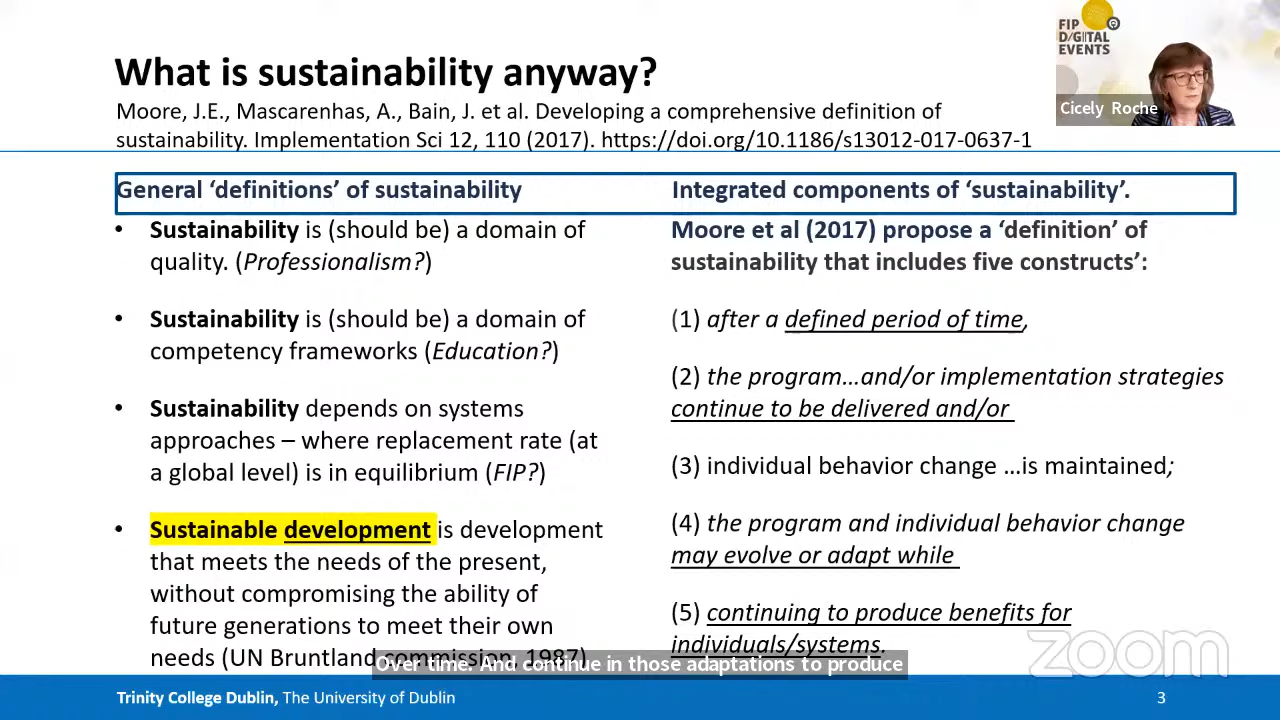 What is sustainability anyway?
Moore, J.E., Mascarenhas, A., Bain, J. et al. Developing a comprehensive definition of
sustainability. Implementation Sci 12, 110 (2017). https://doi.org/10.1186/s13012-017-0637-1
FIP
DIGITAL
EVENTS
Cicely Roche
General ‘definitions’ of sustainability
• Sustainability is (should be) a domain of
quality. (Professionalism?)
• Sustainability is (should be) a domain of
competency frameworks (Education?)
• Sustainability depends on systems
approaches – where replacement rate (at
a global level) is in equilibrium (FIP?)
• Sustainable development is development
that meets the needs of the present,
without compromising the ability of
future generations to meet their own
needs (UN Bruntland commission, 1987)
Integrated components of ‘sustainability’.
Moore et al (2017) propose a ‘definition’ of
sustainability that includes five constructs’:
(1) after a defined period of time,
(2) the program…and/or implementation strategies
continue to be delivered and/or
(3) individual behavior change …is maintained;
(4) the program and individual behavior change
may evolve or adapt while
(5) continuing to produce benefits for
individuals/systems.
Over time. And continue in those adaptations to produce
zoom
Trinity College Dublin, The University of Dublin
3